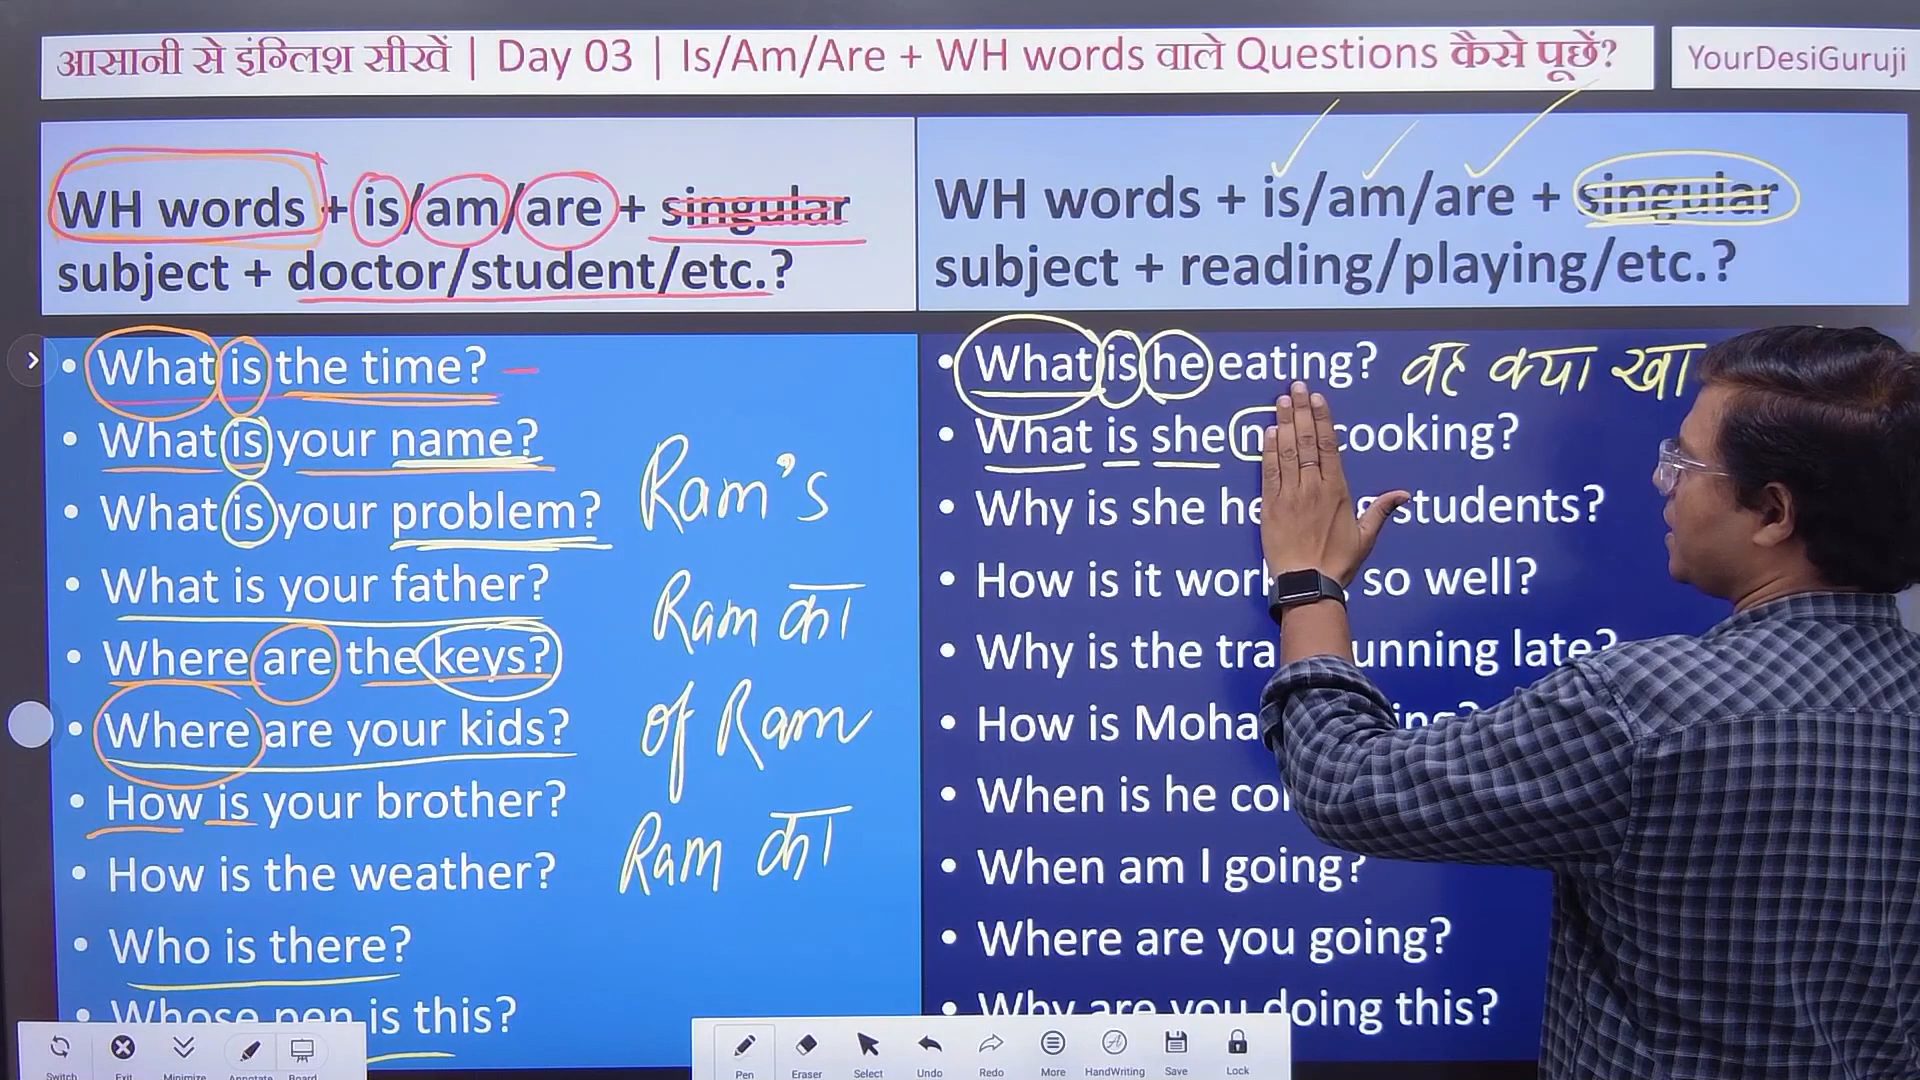 आसानी से इंग्लिश सीखें | Day 03 | Is/Am/Are + WH words वाले Questions कैसे पूछें?
YourDesiGuruji
WH words + is/am/are + singular
subject + doctor/student/etc.?
• What is the time?
• What is your name?
• What is your problem?
• What is your father?
• Where are the keys?
• Where are your kids?
• How is your brother?
• How is the weather?
• Who is there?
• Whose pen is this?
Ram's
Ram का
of Ram
Ram का
WH words + is/am/are + singular
subject + reading/playing/etc.?
• What is he eating? वह क्या खा
• What is she cooking?
• Why is she students?
• How is it so well?
• Why is the late?
• How is
• When is he
• When am I going?
• Where are you going?
• Why are you doing this?
Switch Exit Minimize Annotate Board
Pen Eraser Select Undo Redo More HandWriting Save Lock